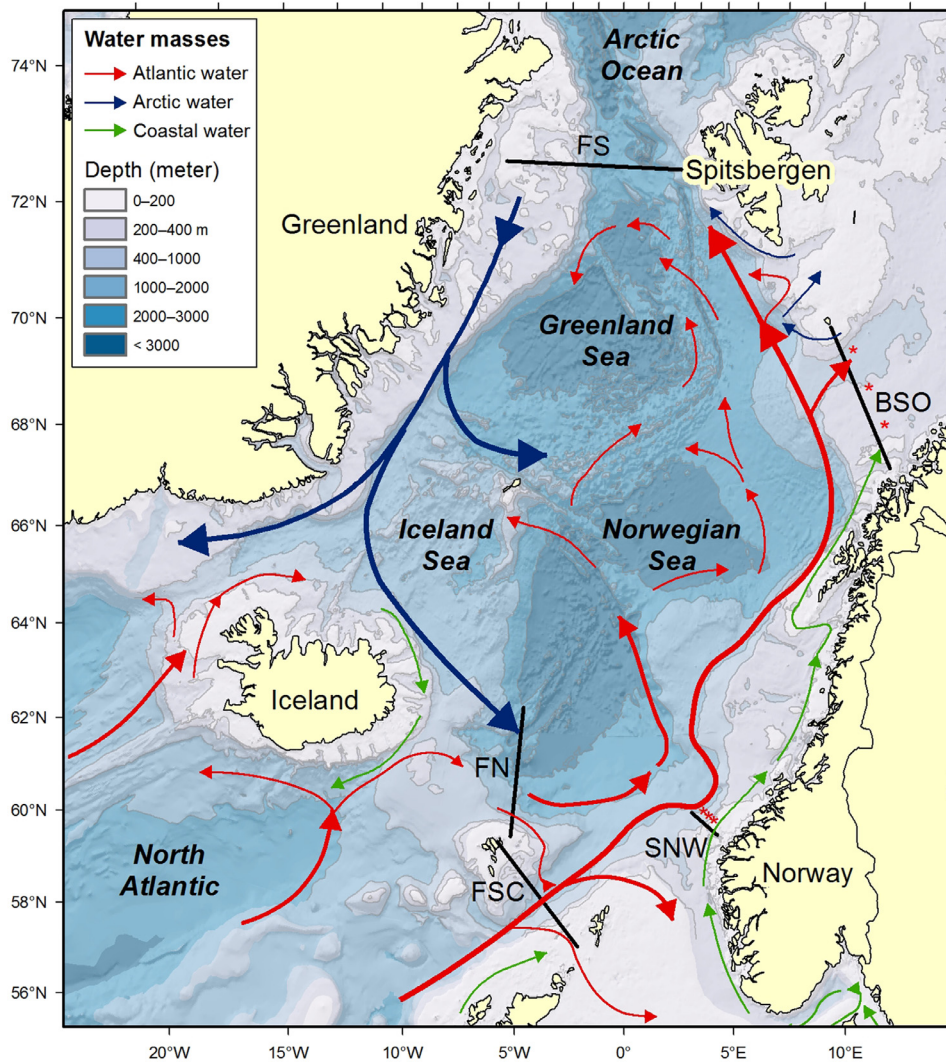 Water masses
Atlantic water
Arctic water
Coastal water
Depth (meter)
0–200
200–400 m
400–1000
1000–2000
2000–3000
< 3000
Arctic
Ocean
FS
Spitsbergen
Greenland
Greenland
Sea
BSO
Iceland
Sea
Norwegian
Sea
Iceland
FN
North
Atlantic
SNW
***
FSC
Norway
*
*
*
74°N
72°N
70°N
68°N
66°N
64°N
62°N
60°N
58°N
56°N
20°W
15°W
10°W
5°W
0°
5°E
10°E